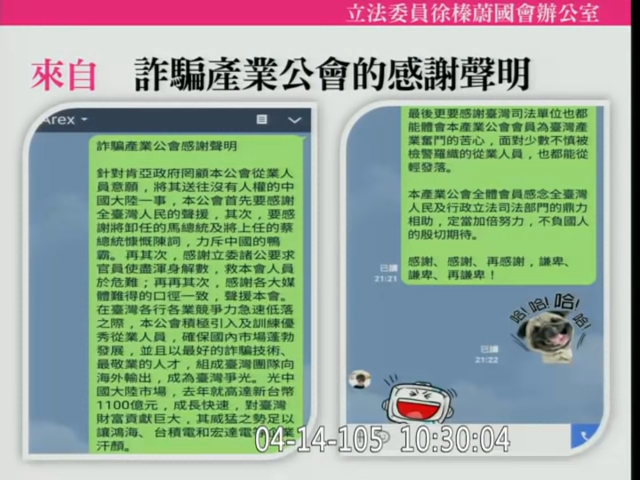 立法委員徐榛蔚國會辦公室
來自 詐騙產業公會的感謝聲明
Arex
詐騙產業公會感謝聲明
針對肯亞政府罔顧本公會從業人
員意願，將其送往沒有人權的中
國大陸一事，本公會首先要感謝
全臺灣人民的聲援，其次，要感
謝將卸任的馬總統及將上任的蔡
總統慷慨陳詞，力斥中國的鴨
霸。再其次，感謝立委諸公要求
官員使盡渾身解數，救本會人員
於危難；再再其次，感謝各大媒
體難得的口徑一致，聲援本會。
在臺灣各行各業競爭力急速低落
之際，本公會積極引入及訓練優
秀從業人員，確保國內市場蓬勃
發展，並且以最好的詐騙技術、
最敬業的人才，組成臺灣團隊向
海外輸出，成為臺灣爭光。光中
國大陸市場，去年就高達新台幣
1100億元，成長快速，對臺灣
財富貢獻巨大，其威猛之勢足以
讓鴻海、台積電和宏達電等企業
汗顏。
最後更要感謝臺灣司法單位也都
能體會本產業公會會員為臺灣產
業奮鬥的苦心，面對少數不慎被
檢警羅織的從業人員，也都能從
輕發落。
本產業公會全體會員感念全臺灣
人民及行政立法司法部門的鼎力
相助，定當加倍努力，不負國人
的殷切期待。
感謝、感謝、再感謝，謙卑、
謙卑、再謙卑！
已讀
21:21
哈!哈!哈!哈!
已讀
21:22
04-14-105 10:30:04